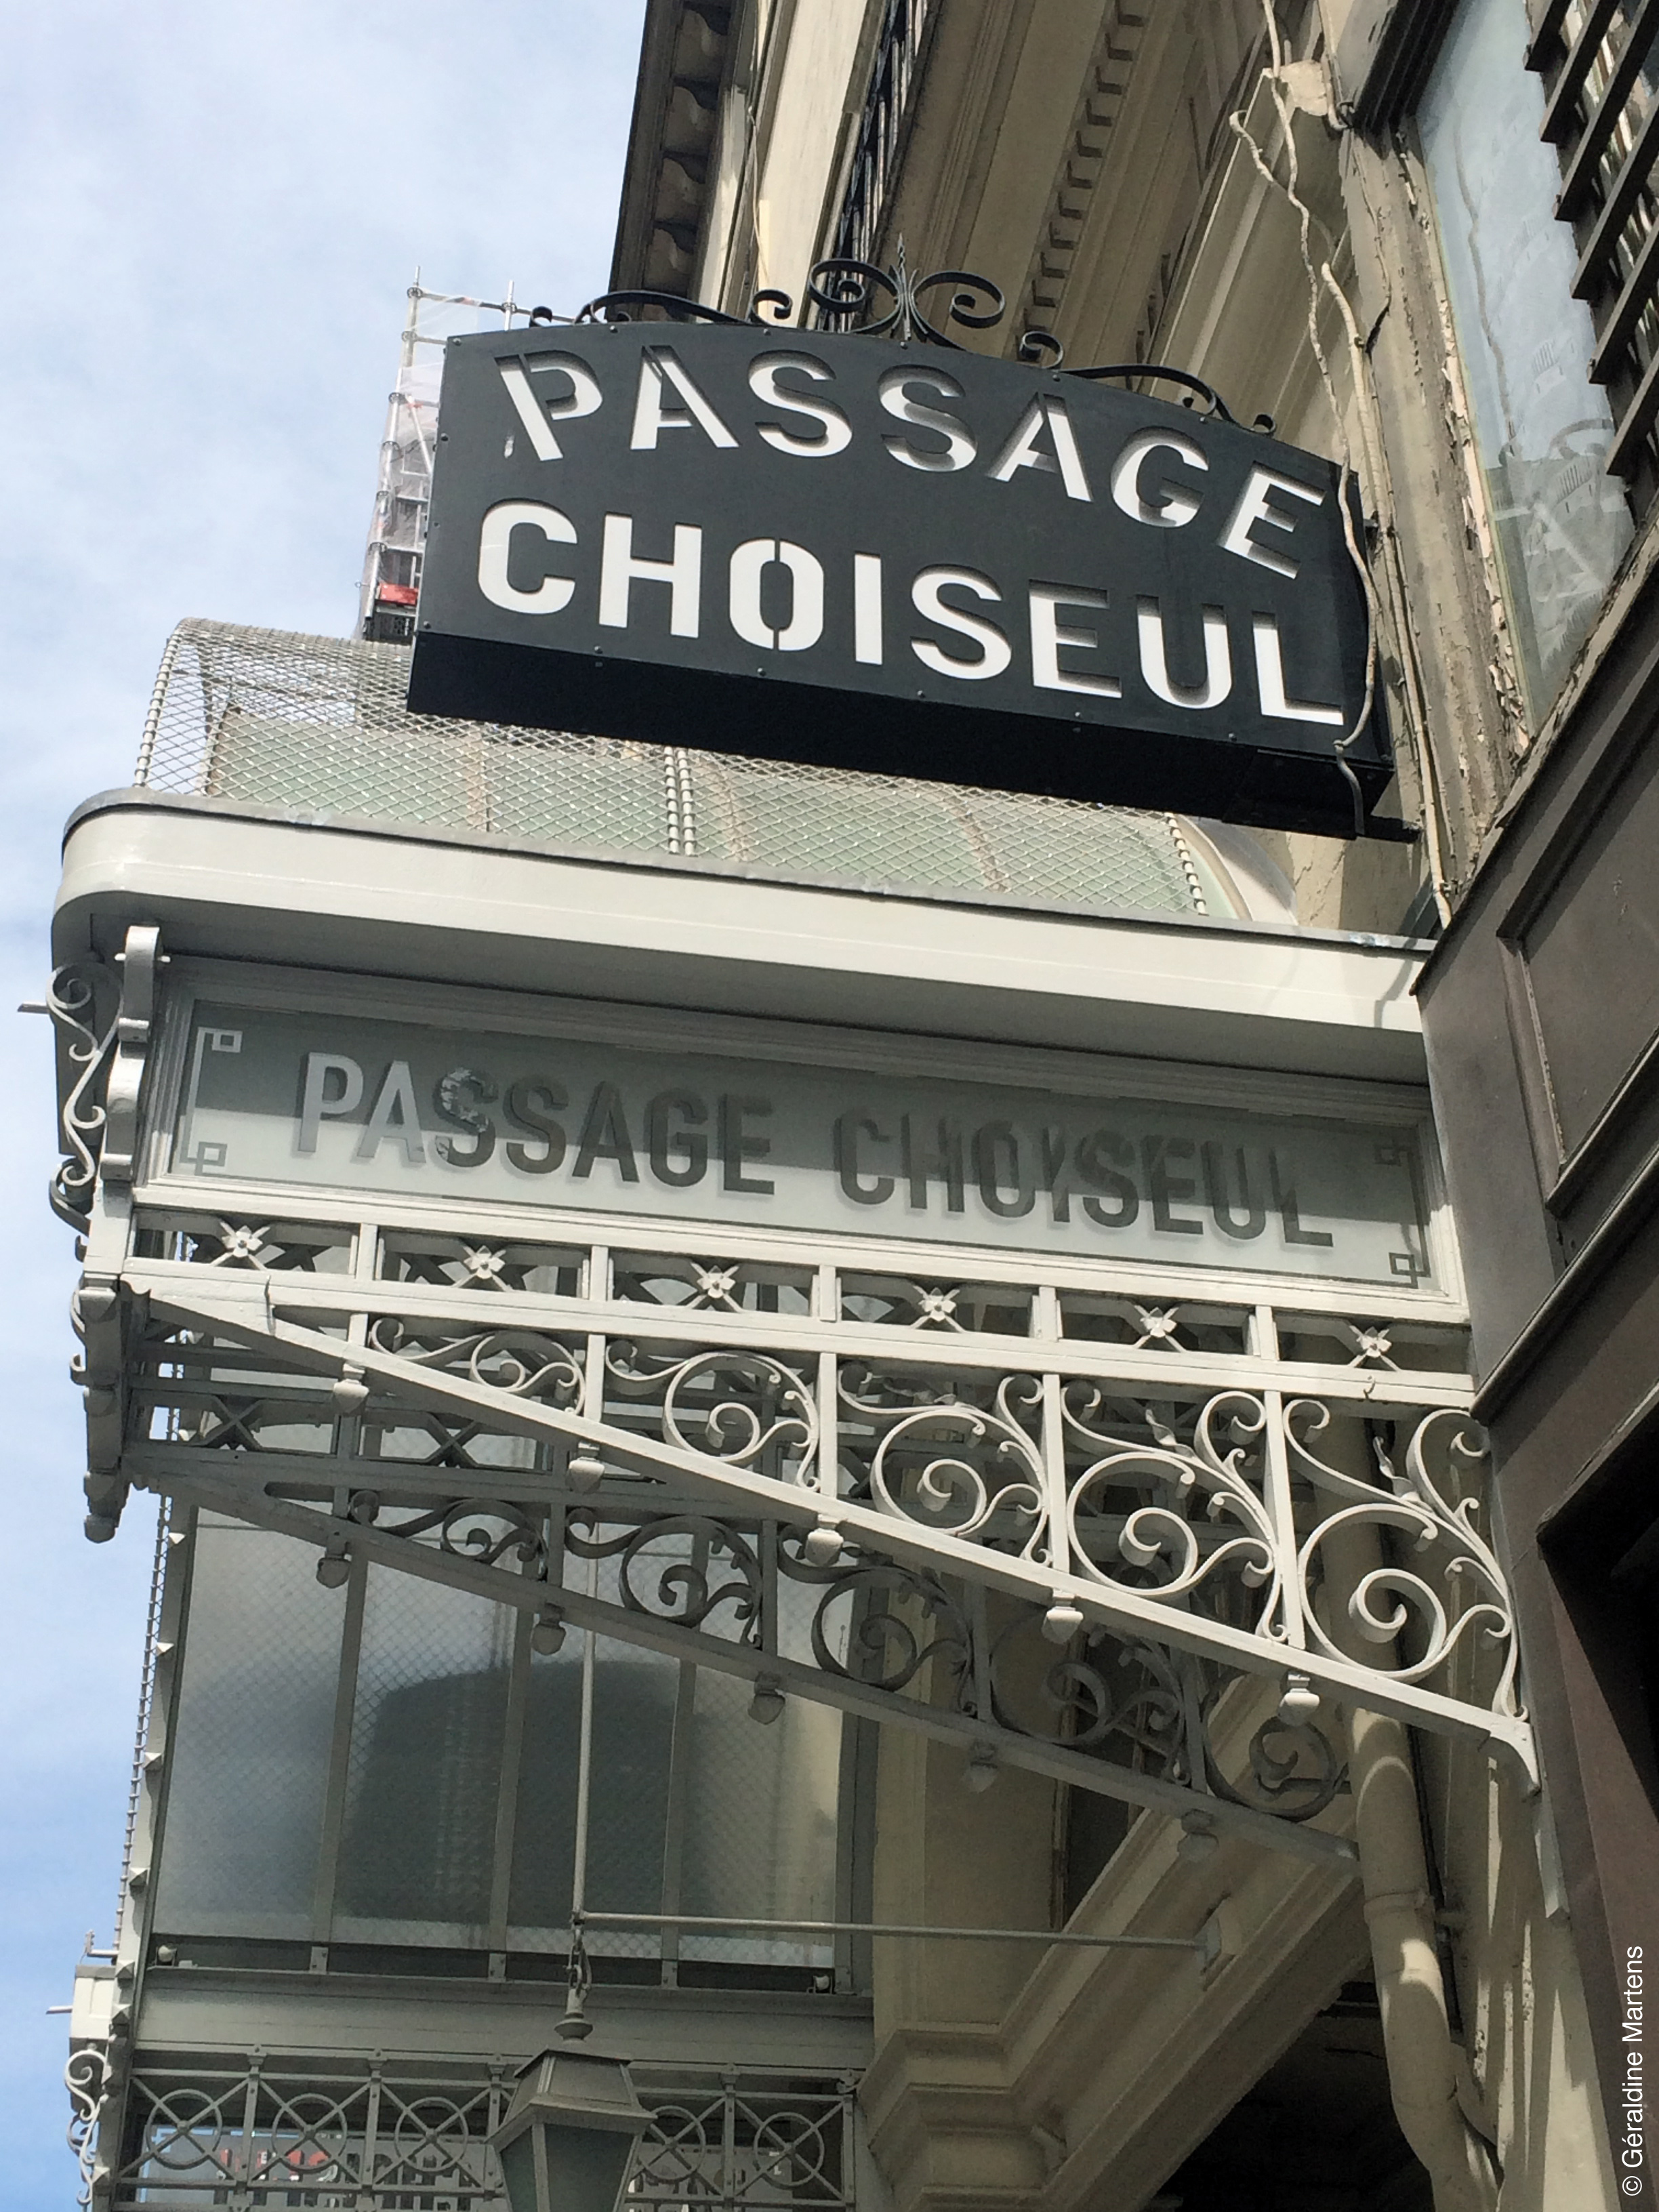 PASSAGE
CHOISEUL
PASSAGE CHOISEUL
© Géraldine Martens